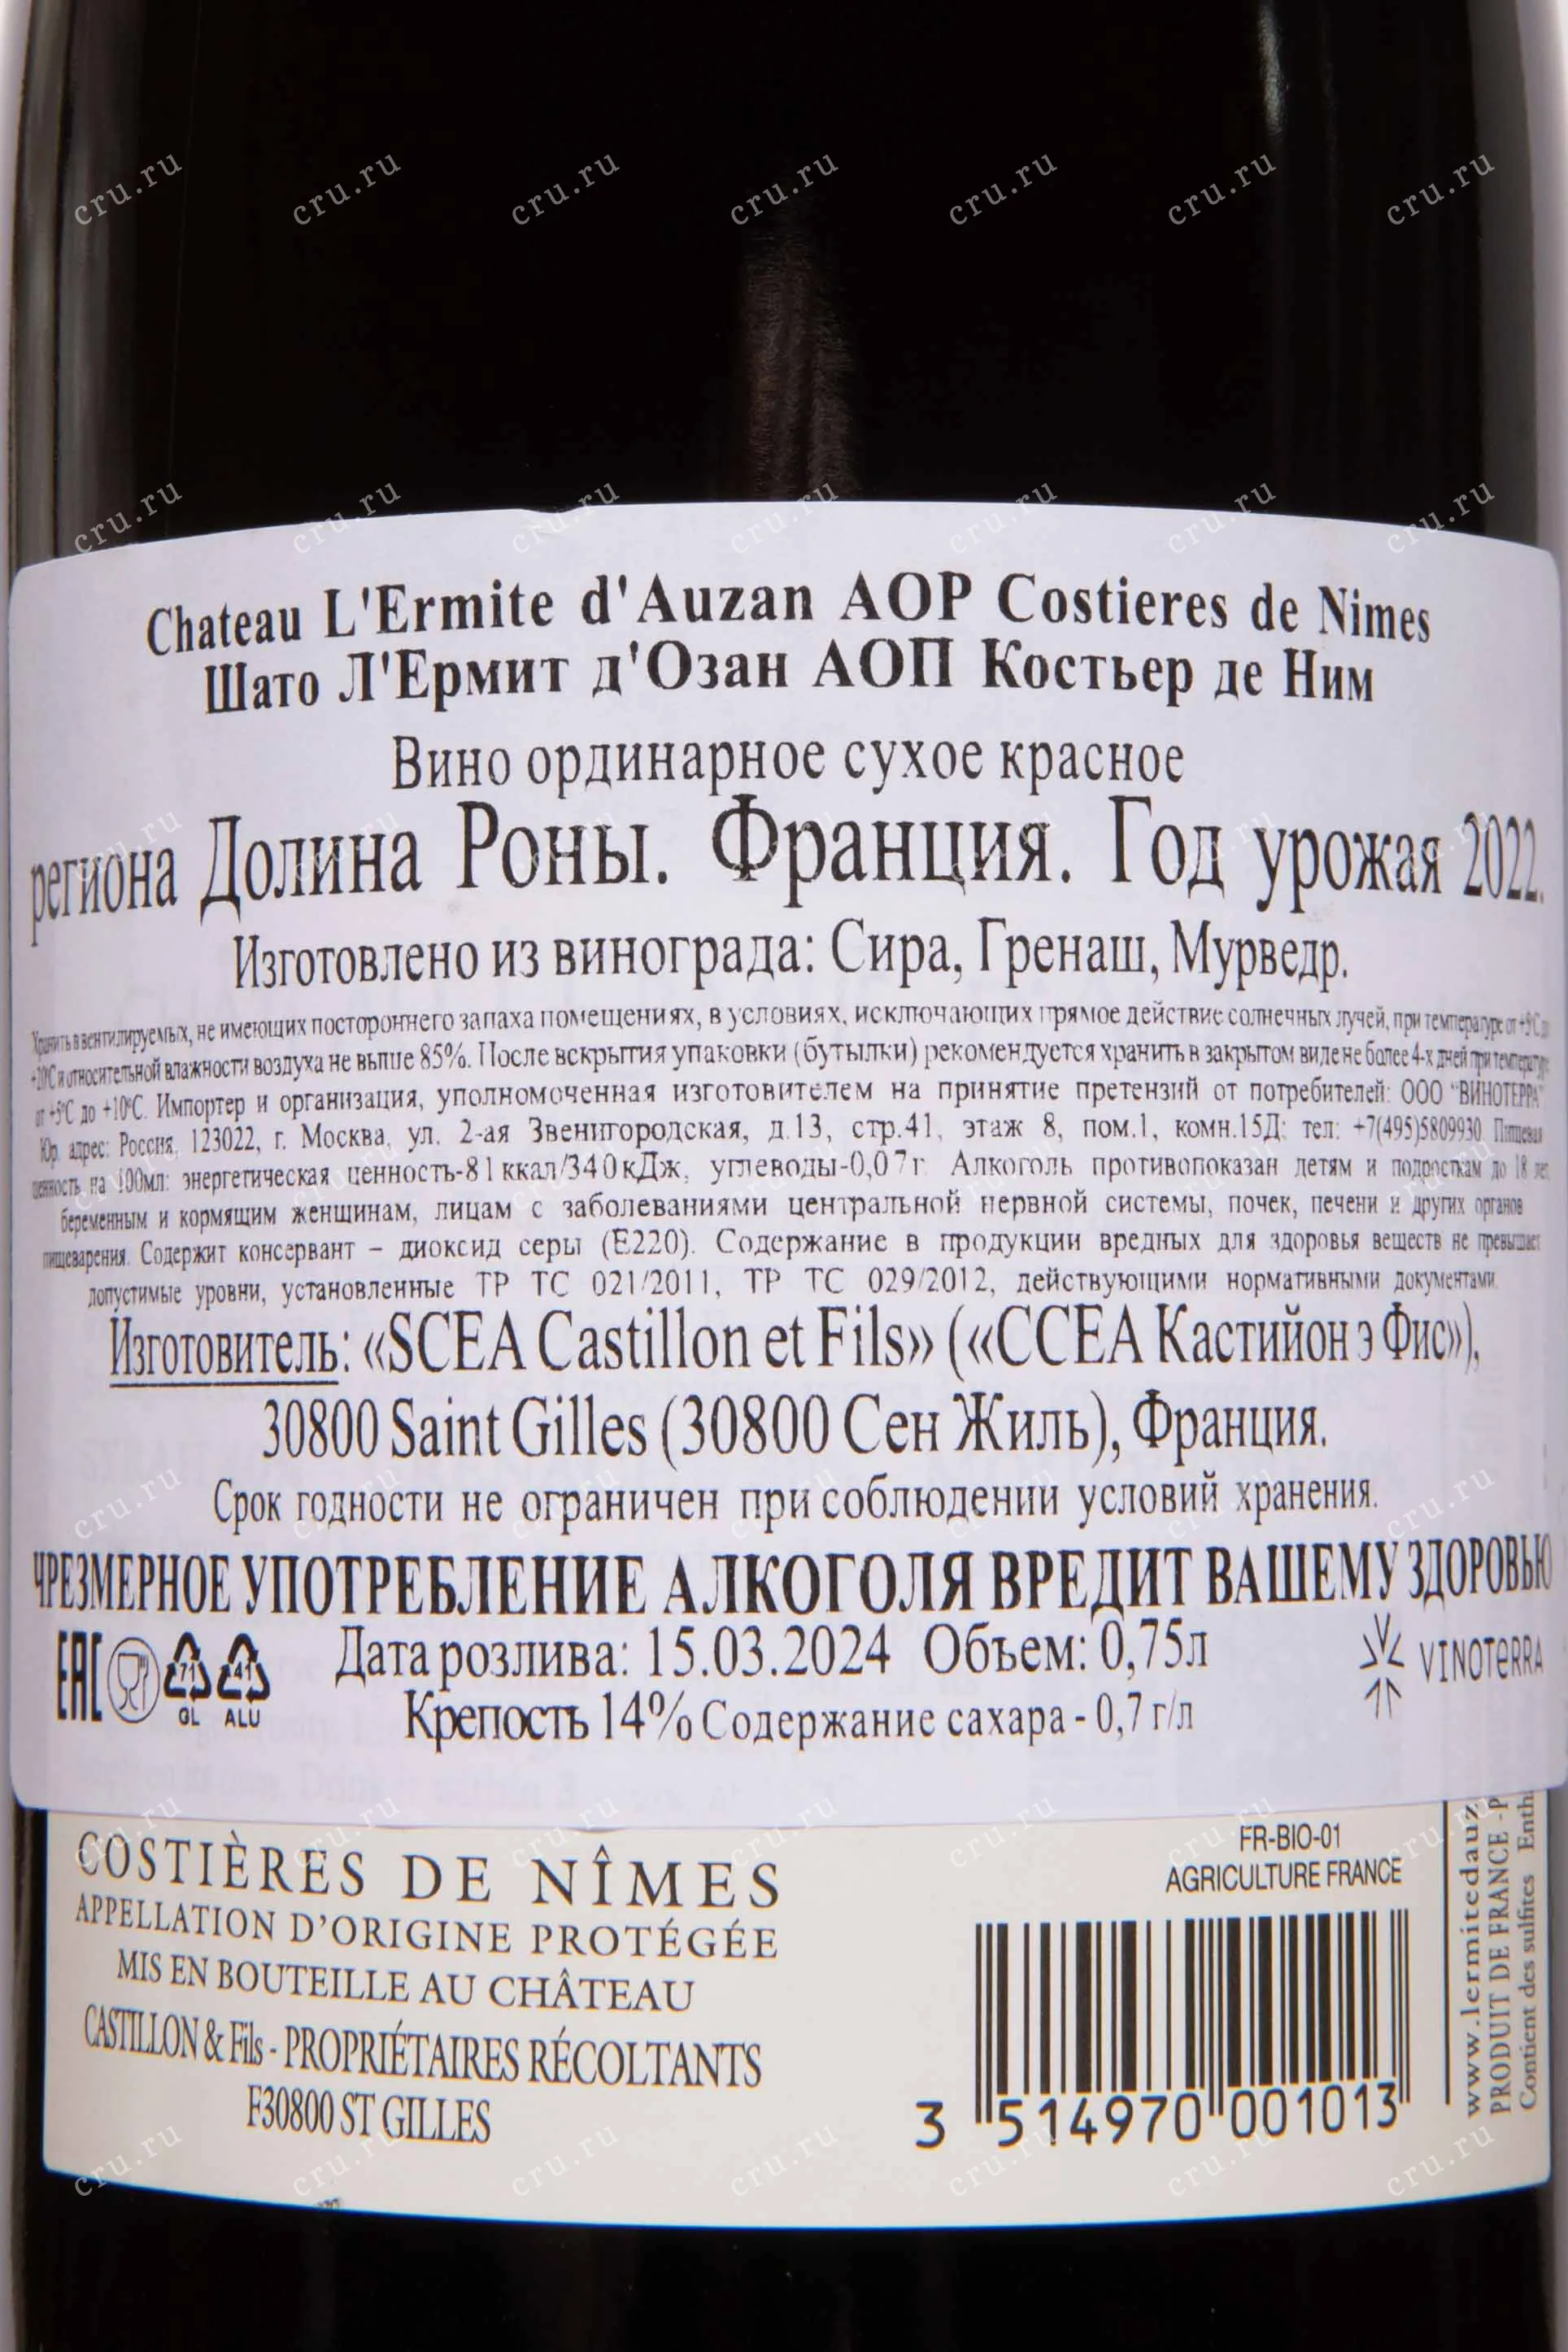 Chateau L'Ermite d'Auzan AOP Costieres de Nimes
Шато Л'Ермит д'Озан АОП Костьер де Ним
Вино ординарное сухое красное
региона Долина Роны. Франция. Год урожая 2022.
Изготовлено из винограда: Сира, Гренаш, Мурведр.
Хранить в вентилируемых, не имеющих постороннего запаха помещениях, в условиях, исключающих прямое действие солнечных лучей, при температуре от +5°С до
+20°С и относительной влажности воздуха не выше 85%. После вскрытия упаковки (бутылки) рекомендуется хранить в закрытом виде не более 4-х дней при температуре
от +5°С до +10°С. Импортер и организация, уполномоченная изготовителем на принятие претензий от потребителей: ООО "ВИНОТЕРРА"
Юр. адрес: Россия, 123022, г. Москва, ул. 2-ая Звенигородская, д.13, стр.41, этаж 8, пом.1, комн.15Д; тел: +7(495)5809930. Пищевая
ценность на 100мл: энергетическая ценность-81 ккал/340кДж, углеводы-0,07г. Алкоголь противопоказан детям и подросткам до 18 лет,
беременным и кормящим женщинам, лицам с заболеваниями центральной нервной системы, почек, печени и других органов
пищеварения. Содержит консервант – диоксид серы (Е220). Содержание в продукции вредных для здоровья веществ не превышает
допустимые уровни, установленные ТР ТС 021/2011, ТР ТС 029/2012, действующими нормативными документами.
Изготовитель: «SCEA Castillon et Fils» («ССЕА Кастийон э Фис»),
30800 Saint Gilles (30800 Сен Жиль), Франция.
Срок годности не ограничен при соблюдении условий хранения.
ЧРЕЗМЕРНОЕ УПОТРЕБЛЕНИЕ АЛКОГОЛЯ ВРЕДИТ ВАШЕМУ ЗДОРОВЬЮ
Дата розлива: 15.03.2024 Объем: 0,75л
Крепость 14% Содержание сахара - 0,7 г/л
EAC 71 GL 41 ALU
VINOTERRA
COSTIÈRES DE NÎMES
APPELLATION D'ORIGINE PROTÉGÉE
MIS EN BOUTEILLE AU CHÂTEAU
CASTILLON & Fils - PROPRIÉTAIRES RÉCOLTANTS
F30800 ST GILLES
FR-BIO-01
AGRICULTURE FRANCE
3 514970 001013
www.lermitedauz
PRODUIT DE FRANCE - P
Contient des sulfites Enth
cru.ru